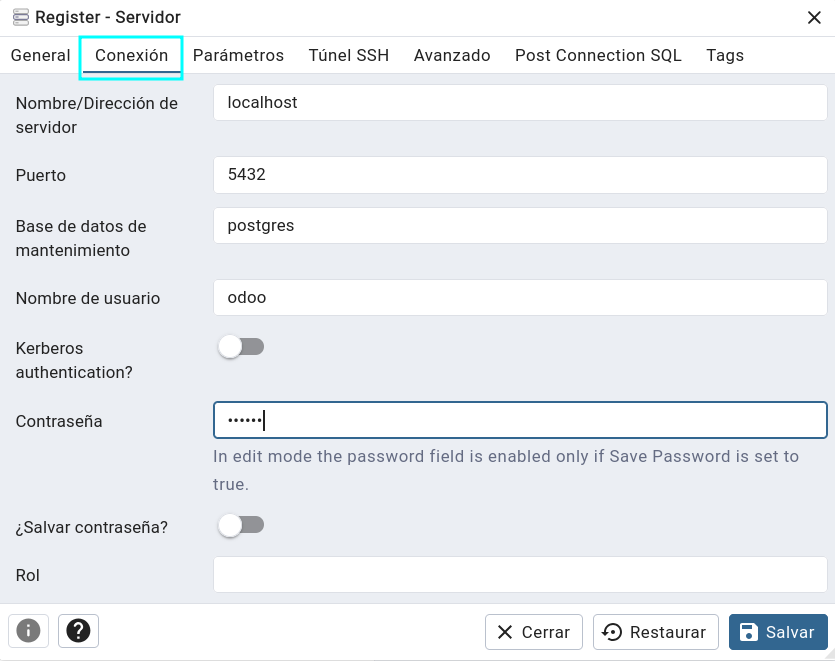 Register - Servidor
General Conexión Parámetros Túnel SSH Avanzado Post Connection SQL Tags
Nombre/Dirección de
servidor
localhost
Puerto
5432
Base de datos de
mantenimiento
postgres
Nombre de usuario
odoo
Kerberos
authentication?
Contraseña
••••••
In edit mode the password field is enabled only if Save Password is set to
true.
¿Salvar contraseña?
Rol
Cerrar Restaurar Salvar